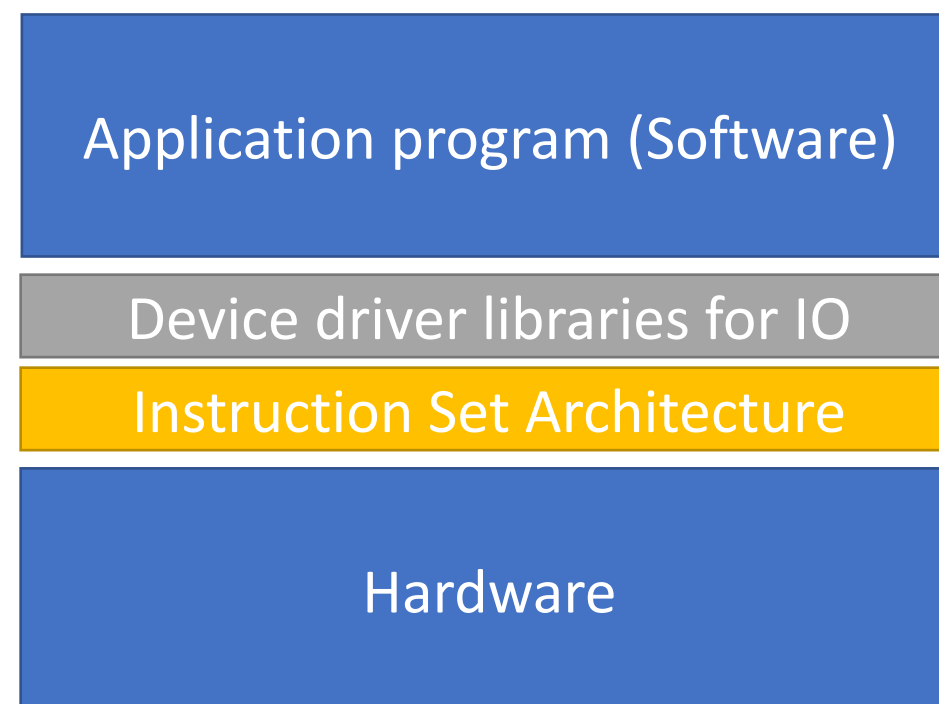 Application program (Software)
Device driver libraries for IO
Instruction Set Architecture
Hardware